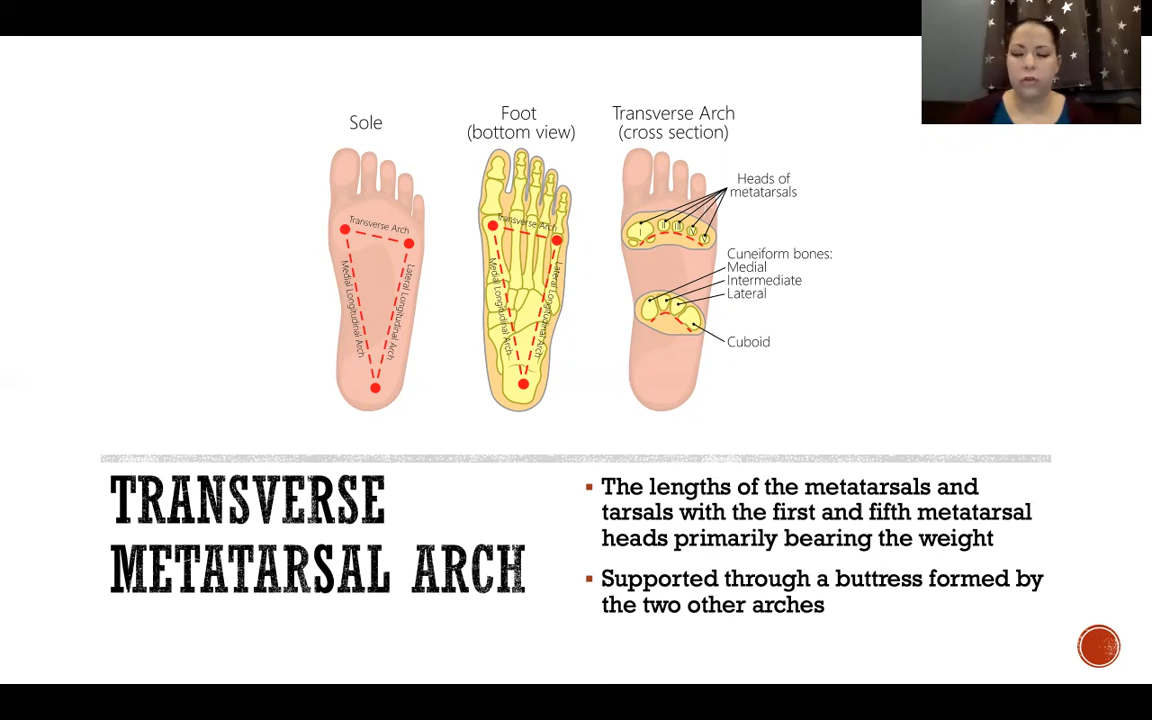 Sole
Foot
(bottom view)
Transverse Arch
(cross section)
Transverse Arch
Medial Longitudinal Arch
Lateral Longitudinal Arch
Transverse Arch
Medial Longitudinal Arch
Lateral Longitudinal Arch
Heads of
metatarsals
I
II
III
IV
V
Cuneiform bones:
Medial
Intermediate
Lateral
Cuboid
TRANSVERSE
METATARSAL ARCH
▪ The lengths of the metatarsals and
tarsals with the first and fifth metatarsal
heads primarily bearing the weight
▪ Supported through a buttress formed by
the two other arches